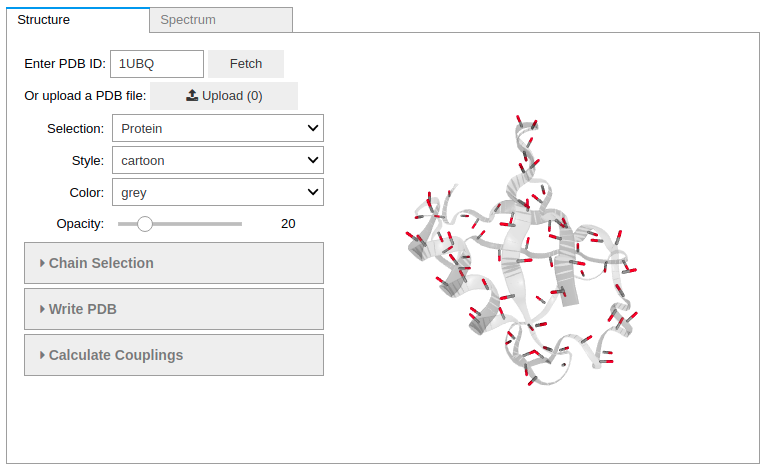 Structure Spectrum
Enter PDB ID: 1UBQ Fetch
Or upload a PDB file: Upload (0)
Selection: Protein
Style: cartoon
Color: grey
Opacity: 20
Chain Selection
Write PDB
Calculate Couplings